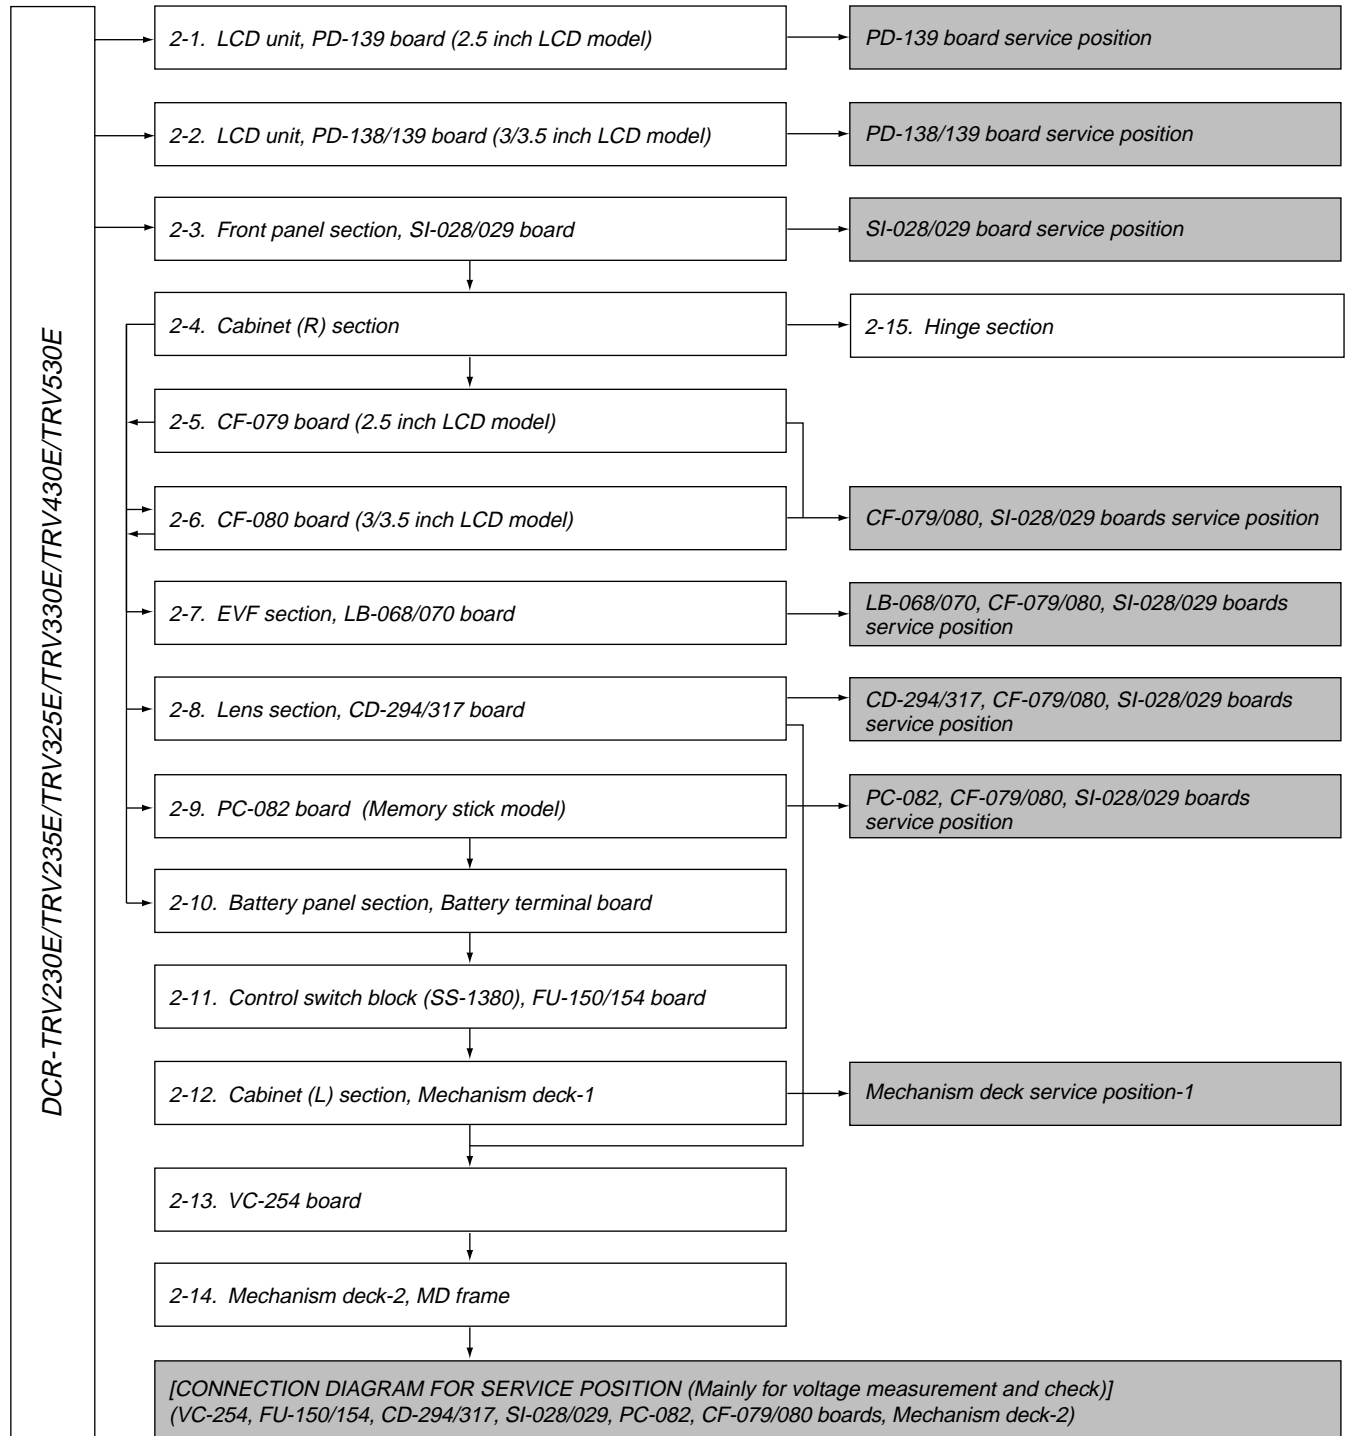 DCR-TRV230E/TRV235E/TRV325E/TRV330E/TRV430E/TRV530E
2-1. LCD unit, PD-139 board (2.5 inch LCD model)
PD-139 board service position
2-2. LCD unit, PD-138/139 board (3/3.5 inch LCD model)
PD-138/139 board service position
2-3. Front panel section, SI-028/029 board
SI-028/029 board service position
2-4. Cabinet (R) section
2-15. Hinge section
2-5. CF-079 board (2.5 inch LCD model)
2-6. CF-080 board (3/3.5 inch LCD model)
CF-079/080, SI-028/029 boards service position
2-7. EVF section, LB-068/070 board
LB-068/070, CF-079/080, SI-028/029 boards
service position
2-8. Lens section, CD-294/317 board
CD-294/317, CF-079/080, SI-028/029 boards
service position
2-9. PC-082 board (Memory stick model)
PC-082, CF-079/080, SI-028/029 boards
service position
2-10. Battery panel section, Battery terminal board
2-11. Control switch block (SS-1380), FU-150/154 board
2-12. Cabinet (L) section, Mechanism deck-1
Mechanism deck service position-1
2-13. VC-254 board
2-14. Mechanism deck-2, MD frame
[CONNECTION DIAGRAM FOR SERVICE POSITION (Mainly for voltage measurement and check)]
(VC-254, FU-150/154, CD-294/317, SI-028/029, PC-082, CF-079/080 boards, Mechanism deck-2)